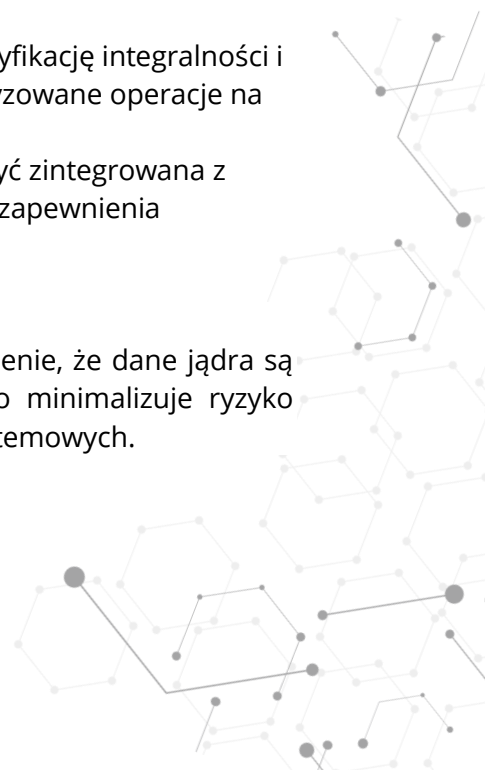 yfikację integralności i
yzowane operacje na
yć zintegrowana z
zapewnienia
enie, że dane jądra są
o minimalizuje ryzyko
temowych.